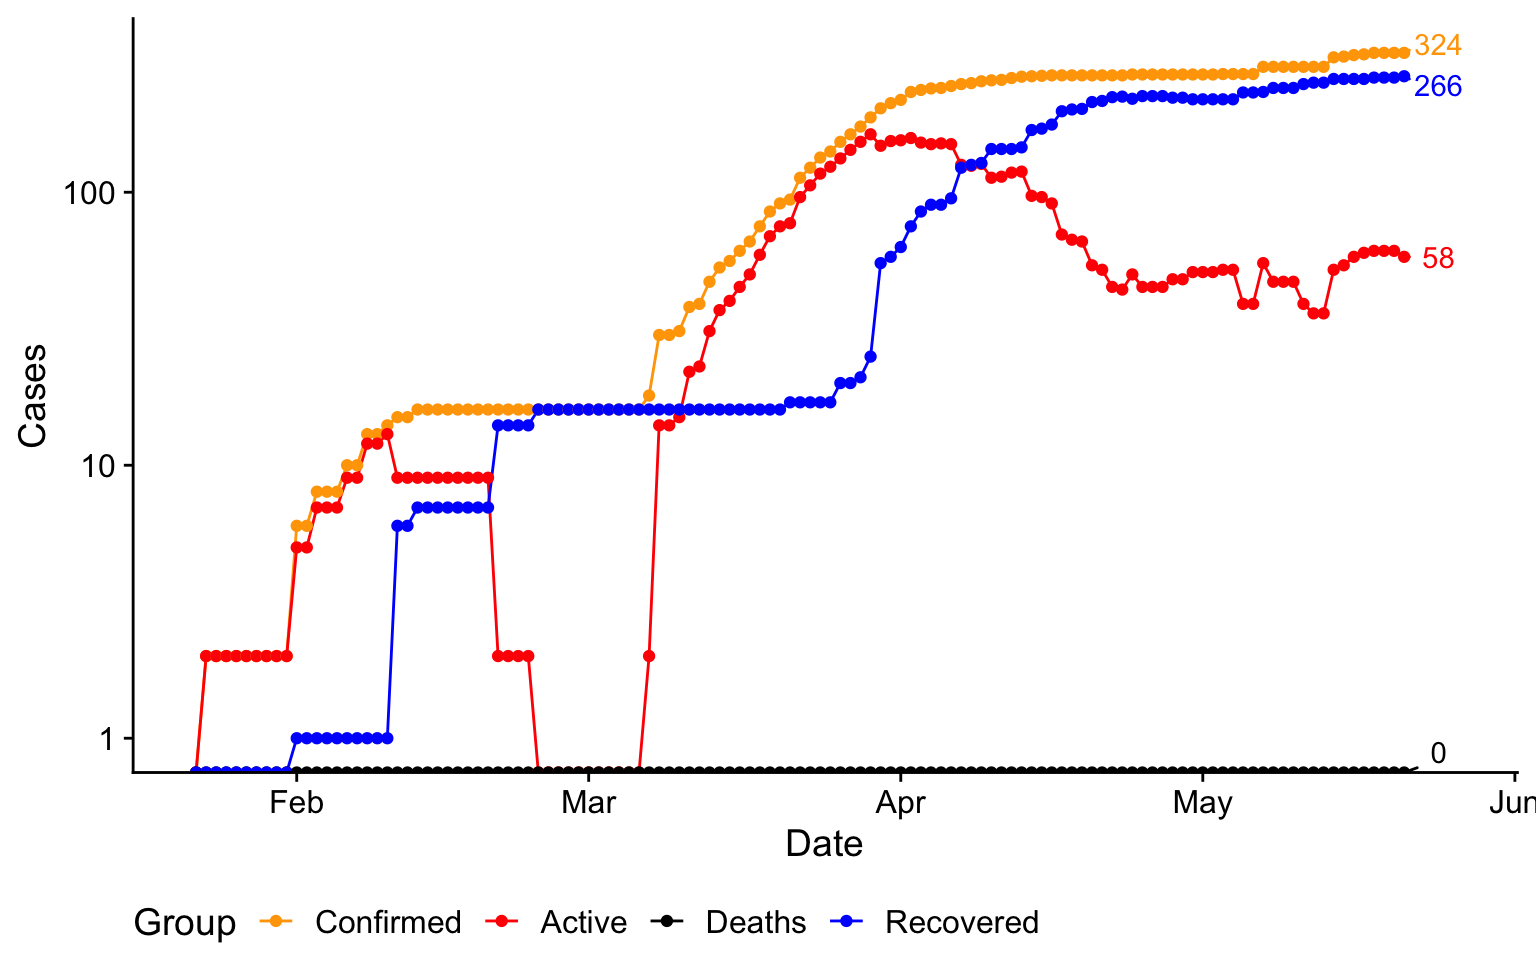 324
266
100
58
Cases
10
1
0
Feb Mar Apr May Jun
Date
Group Confirmed Active Deaths Recovered